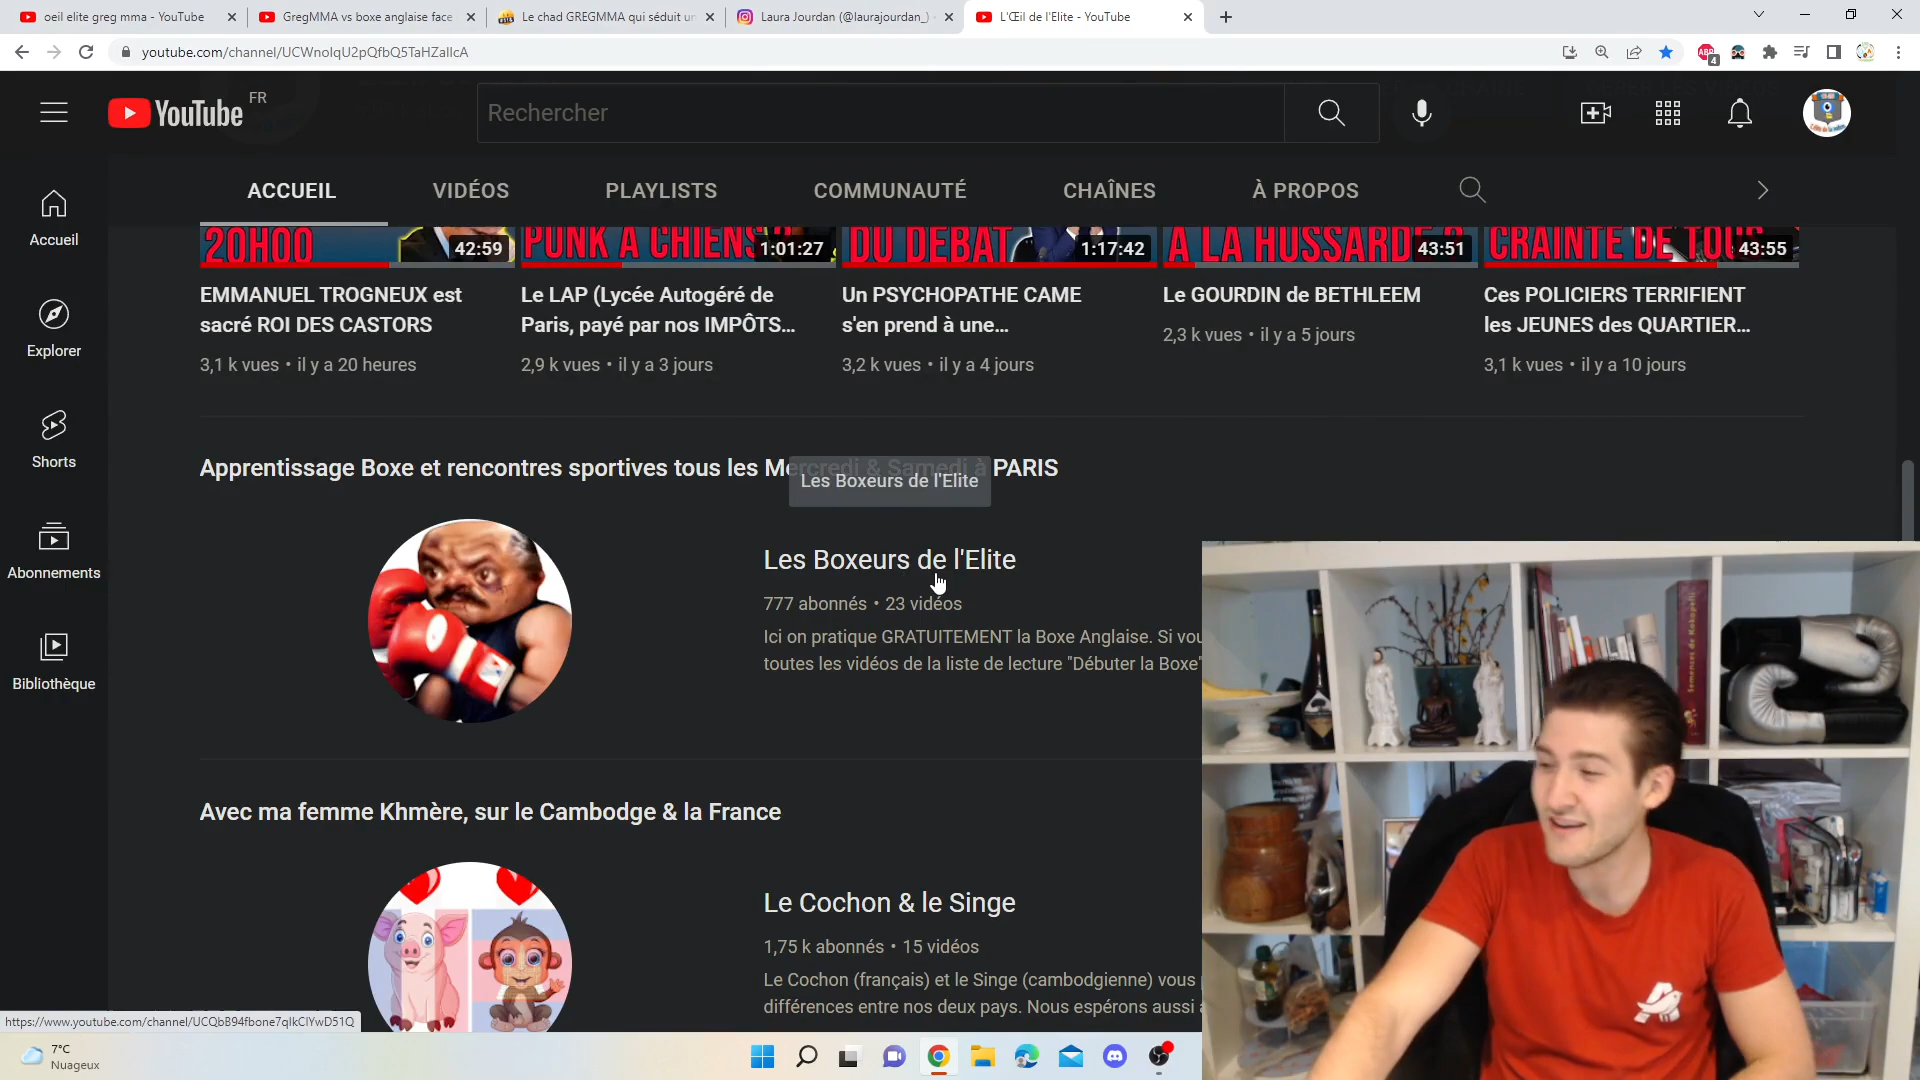 oeil elite greg mma - YouTube
GregMMA vs boxe anglaise face
Le chad GREGMMA qui séduit un
Laura Jourdan (@laurajourdan_)
L'Œil de l'Elite - YouTube
youtube.com/channel/UCWnolqU2pQfbQ5TaHZallcA
ABP
4
YouTube FR
Rechercher
ACCUEIL
VIDÉOS
PLAYLISTS
COMMUNAUTÉ
CHAÎNES
À PROPOS
Accueil
Explorer
Shorts
Abonnements
Bibliothèque
20H00
42:59
PUNK A CHIENS
1:01:27
DU DEBAT
1:17:42
A LA HUSSARDE
43:51
CRAINTE DE TOUS
43:55
EMMANUEL TROGNEUX est
sacré ROI DES CASTORS
3,1 k vues • il y a 20 heures
Le LAP (Lycée Autogéré de
Paris, payé par nos IMPÔTS...
2,9 k vues • il y a 3 jours
Un PSYCHOPATHE CAME
s'en prend à une...
3,2 k vues • il y a 4 jours
Le GOURDIN de BETHLEEM
2,3 k vues • il y a 5 jours
Ces POLICIERS TERRIFIENT
les JEUNES des QUARTIER...
3,1 k vues • il y a 10 jours
Apprentissage Boxe et rencontres sportives tous les Mercredi & Samedi à PARIS
Les Boxeurs de l'Elite
Les Boxeurs de l'Elite
777 abonnés • 23 vidéos
Ici on pratique GRATUITEMENT la Boxe Anglaise. Si vou
toutes les vidéos de la liste de lecture "Débuter la Boxe"
Avec ma femme Khmère, sur le Cambodge & la France
Le Cochon & le Singe
1,75 k abonnés • 15 vidéos
Le Cochon (français) et le Singe (cambodgienne) vous
différences entre nos deux pays. Nous espérons aussi
https://www.youtube.com/channel/UCQbB94fbone7qlkClYwD51Q
7°C
Nuageux
Semences de Kokopelli